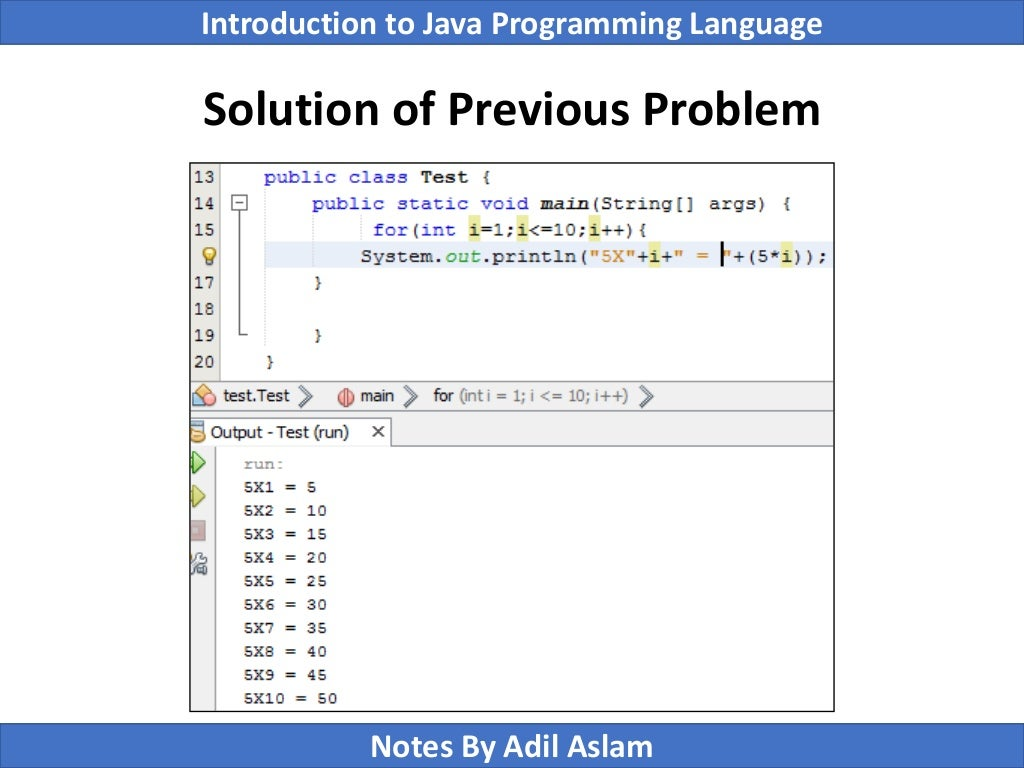 Introduction to Java Programming Language
Solution of Previous Problem
13 public class Test {
14 public static void main(String[] args) {
15 for(int i=1;i<=10;i++){
System.out.println("5X"+i+" = "+(5*i));
17 }
18
19 }
20 }
test.Test main for (int i = 1; i <= 10; i++)
Output - Test (run) X
run:
5X1 = 5
5X2 = 10
5X3 = 15
5X4 = 20
5X5 = 25
5X6 = 30
5X7 = 35
5X8 = 40
5X9 = 45
5X10 = 50
Notes By Adil Aslam